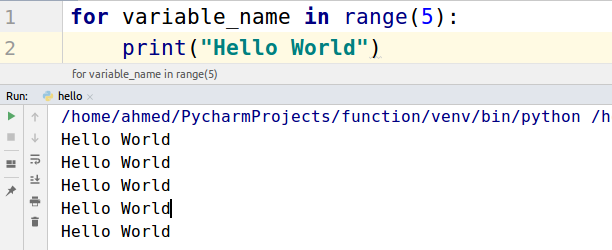 1 for variable_name in range(5):
2     print("Hello World")
for variable_name in range(5)
Run: hello ×
/home/ahmed/PycharmProjects/function/venv/bin/python /h
Hello World
Hello World
Hello World
Hello World
Hello World